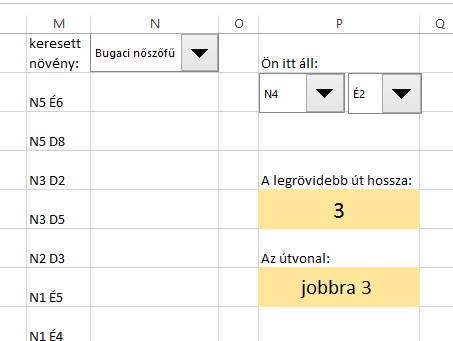 M N O P Q
keresett
növény:
Bugaci nőszőfű
Ön itt áll:
N4 É2
N5 É6
N5 D8
N3 D2
A legrövidebb út hossza:
N3 D5
3
N2 D3
Az útvonal:
N1 É5
jobbra 3
N1 É4